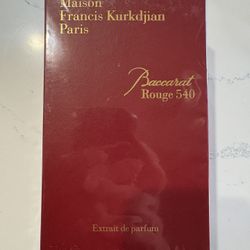 Maison
Francis Kurkdjian
Paris
Baccarat
Rouge 540
Extrait de parfum